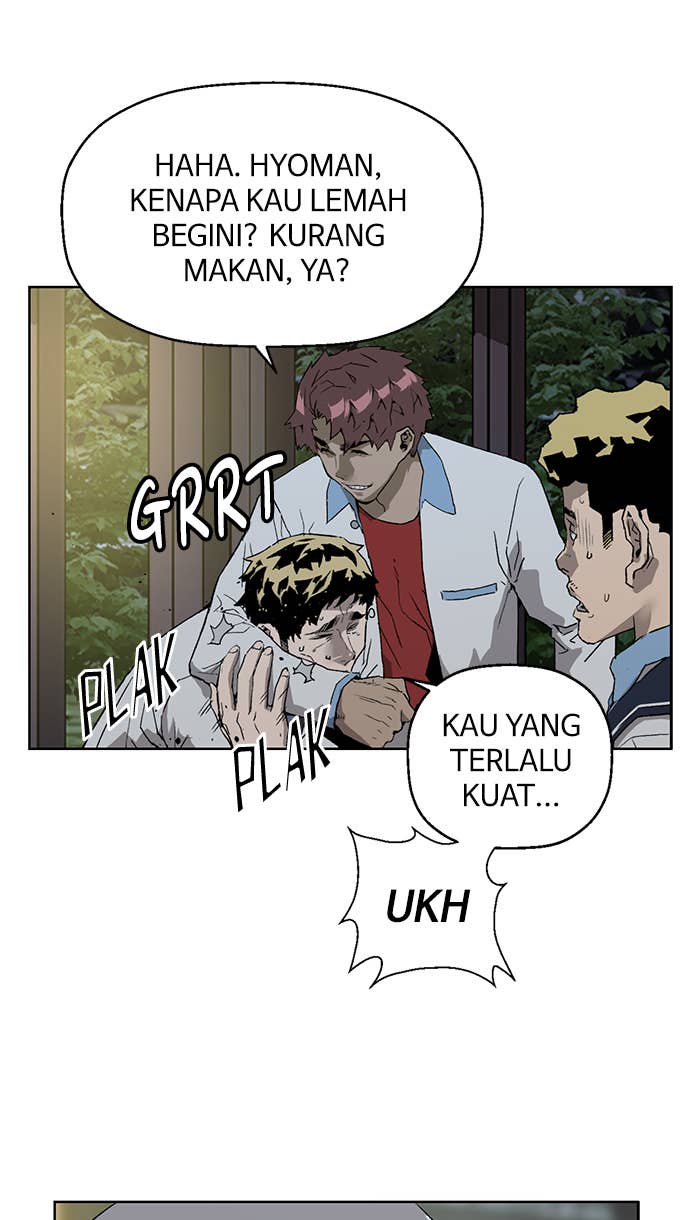 HAHA. HYOMAN,
KENAPA KAU LEMAH
BEGINI? KURANG
MAKAN, YA?
GRRT
PLAK
PLAK
KAU YANG
TERLALU
KUAT...
UKH